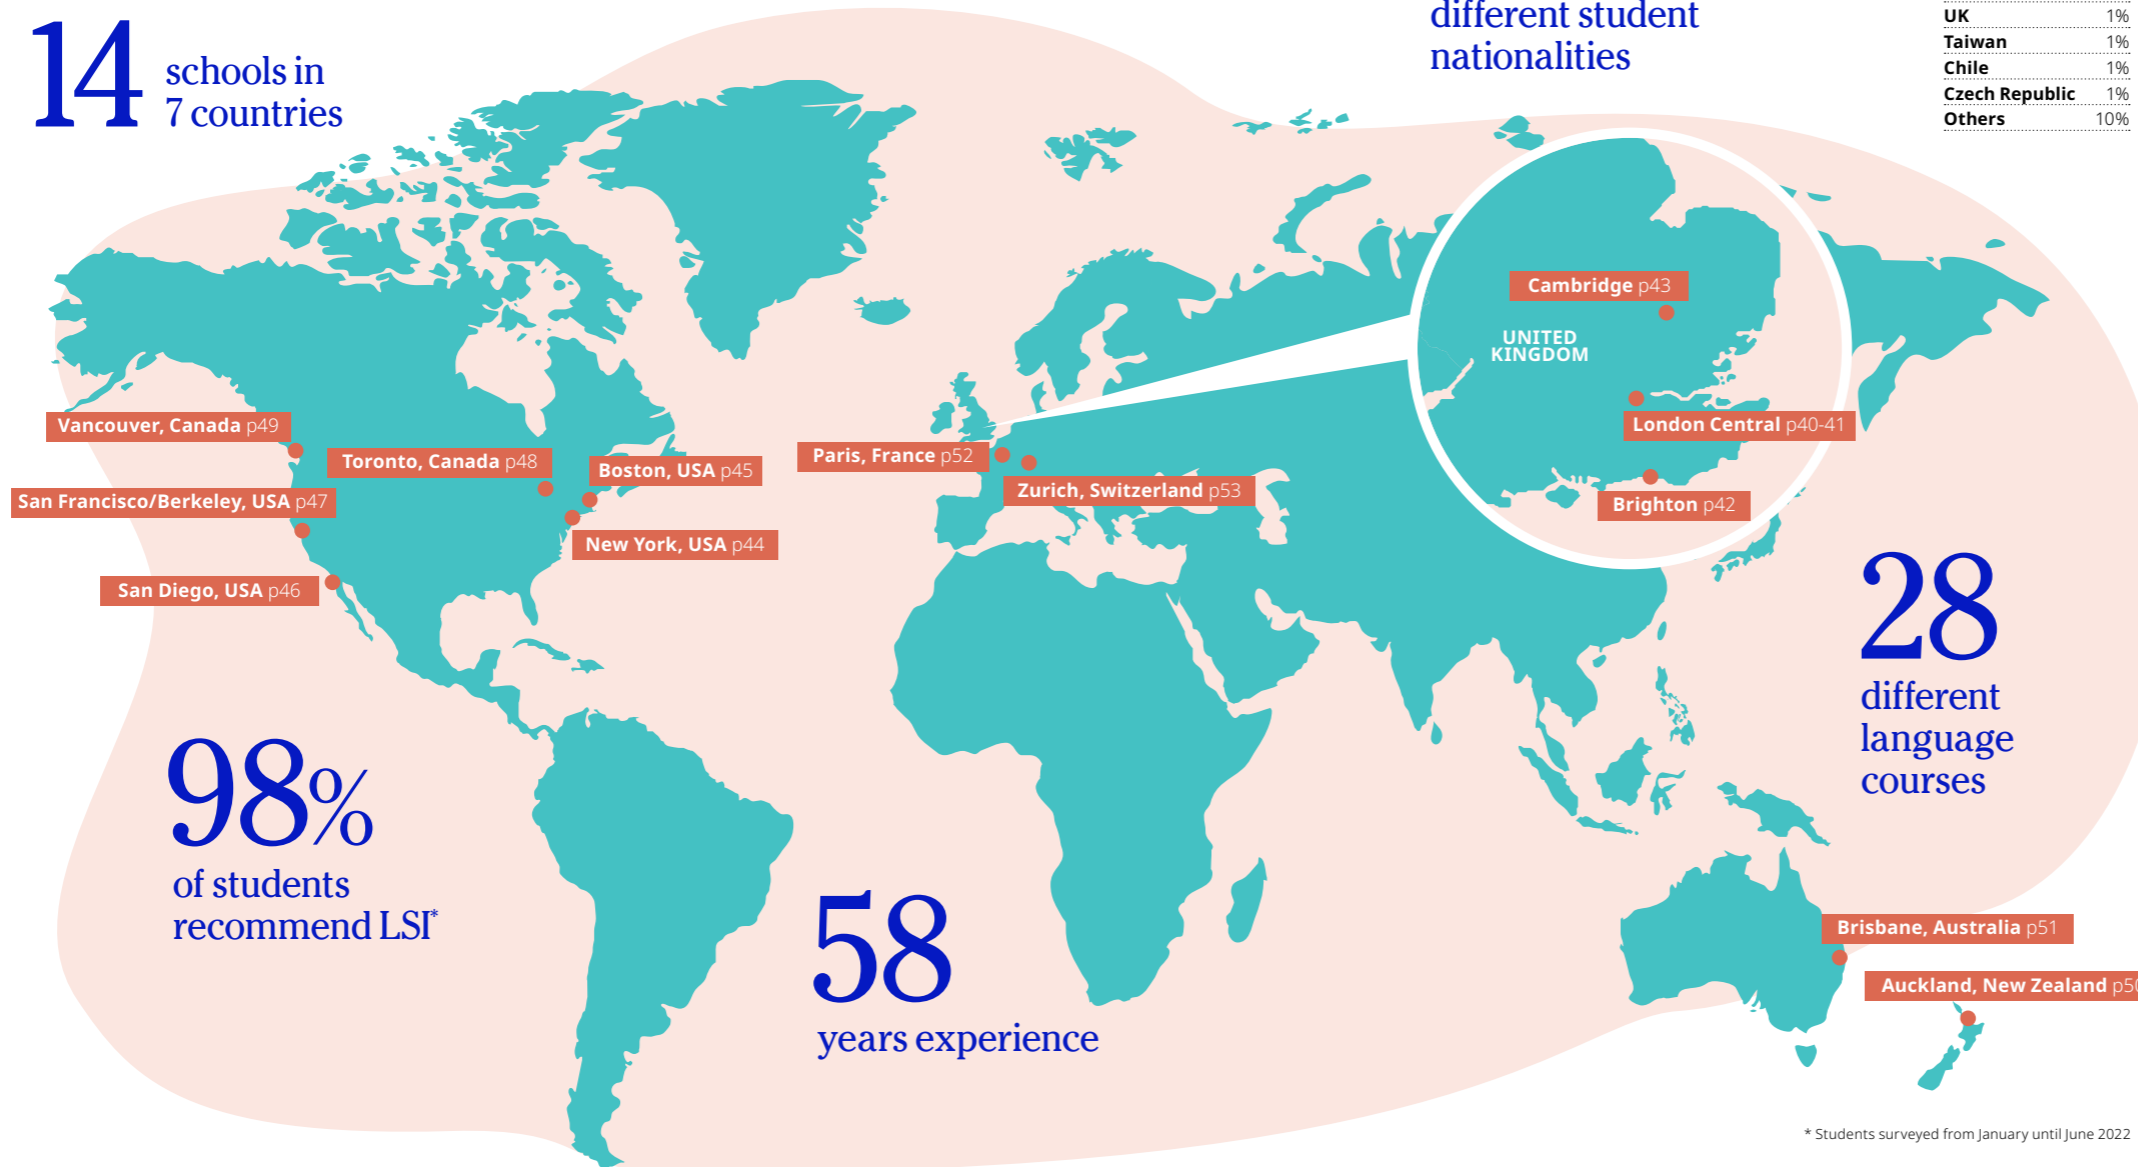 14
schools in
7 countries
different student
nationalities
UK 1%
Taiwan 1%
Chile 1%
Czech Republic 1%
Others 10%
Cambridge p43
UNITED
KINGDOM
London Central p40-41
Brighton p42
Vancouver, Canada p49
Toronto, Canada p48
Boston, USA p45
San Francisco/Berkeley, USA p47
New York, USA p44
San Diego, USA p46
Paris, France p52
Zurich, Switzerland p53
28
different
language
courses
98%
of students
recommend LSI*
58
years experience
Brisbane, Australia p51
Auckland, New Zealand p50
* Students surveyed from January until June 2022